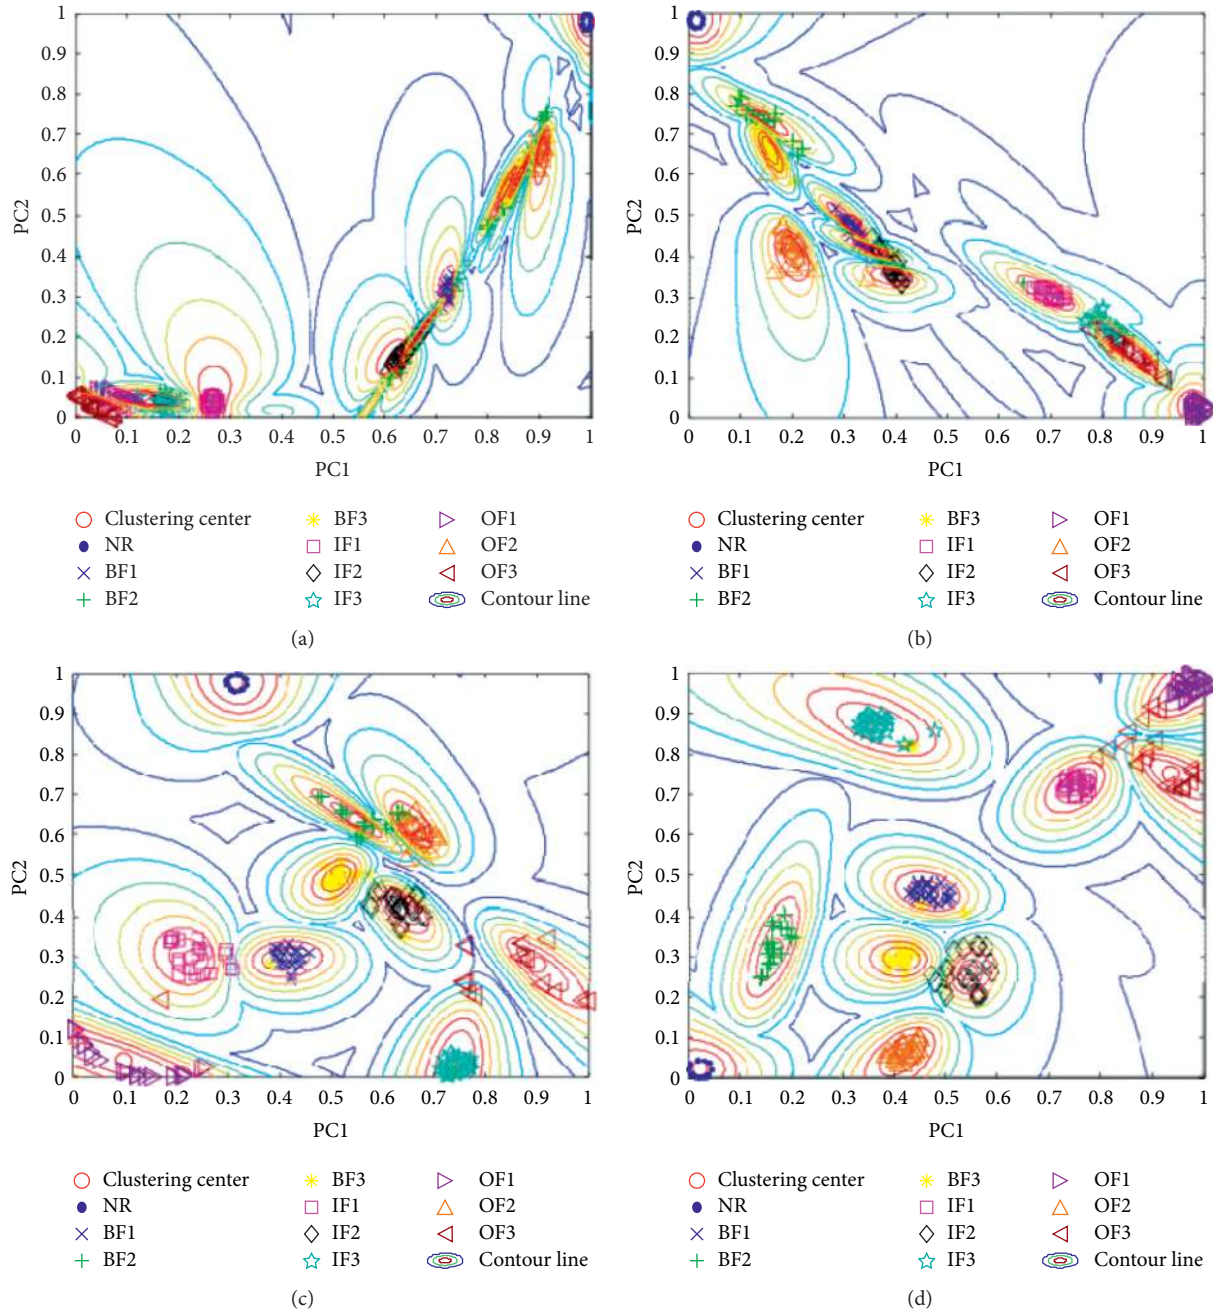 1
0.9
0.8
0.7
0.6
0.5
0.4
0.3
0.2
0.1
0
PC2
0 0.1 0.2 0.3 0.4 0.5 0.6 0.7 0.8 0.9 1
PC1
Clustering center
NR
BF1
BF2
BF3
IF1
IF2
IF3
OF1
OF2
OF3
Contour line
(a)
1
0.9
0.8
0.7
0.6
0.5
0.4
0.3
0.2
0.1
0
PC2
0.1 0.2 0.3 0.4 0.5 0.6 0.7 0.8 0.9 1
PC1
Clustering center
NR
BF1
BF2
BF3
IF1
IF2
IF3
OF1
OF2
OF3
Contour line
(b)
1
0.9
0.8
0.7
0.6
0.5
0.4
0.3
0.2
0.1
0
PC2
0 0.1 0.2 0.3 0.4 0.5 0.6 0.7 0.8 0.9 1
PC1
Clustering center
NR
BF1
BF2
BF3
IF1
IF2
IF3
OF1
OF2
OF3
Contour line
(c)
1
0.9
0.8
0.7
0.6
0.5
0.4
0.3
0.2
0.1
0
PC2
0 0.1 0.2 0.3 0.4 0.5 0.6 0.7 0.8 0.9 1
PC1
Clustering center
NR
BF1
BF2
BF3
IF1
IF2
IF3
OF1
OF2
OF3
Contour line
(d)